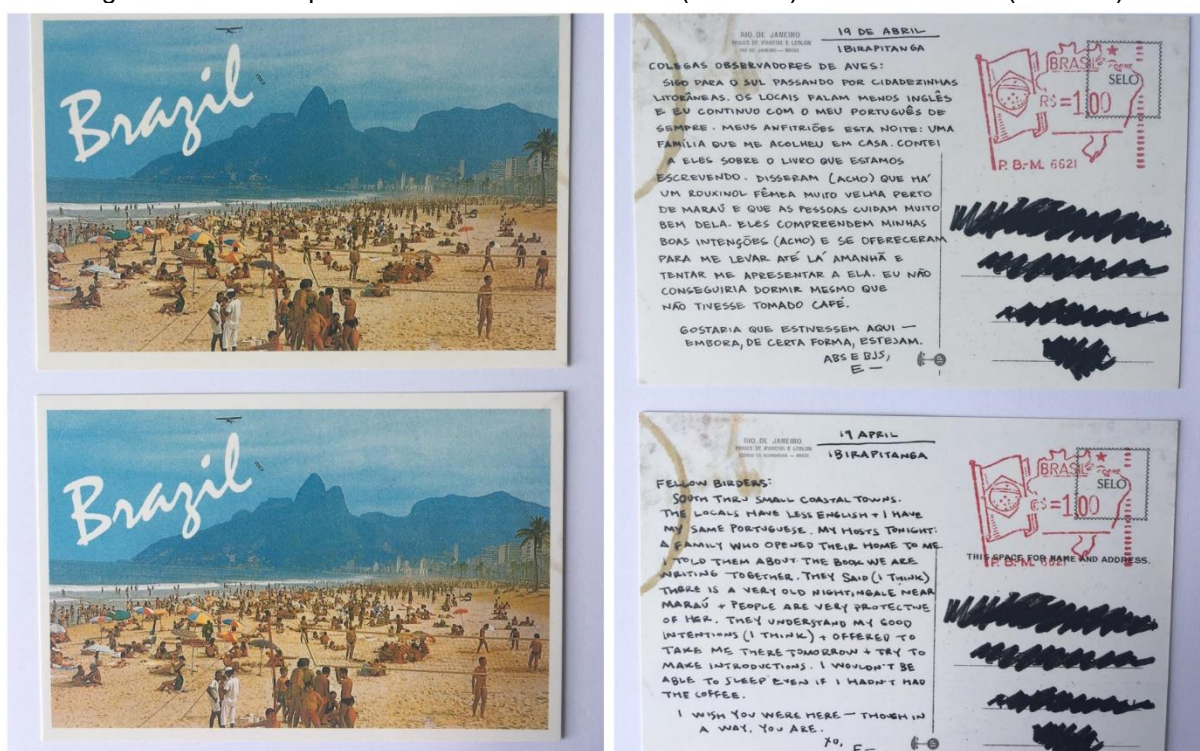 Brazil
RIO DE JANEIRO
19 DE ABRIL
IBIRAPITANGA
COLEGAS OBSERVADORES DE AVES:
SIGO PARA O SUL PASSANDO POR CIDADEZINHAS
LITORÂNEAS. OS LOCAIS FALAM MENOS INGLÊS
E EU CONTINUO COM O MEU PORTUGUÊS DE
SEMPRE. MEUS ANFITRIÕES ESTA NOITE: UMA
FAMÍLIA QUE ME ACOLHEU EM CASA. CONTEI
A ELES SOBRE O LIVRO QUE ESTAMOS
ESCREVENDO. DISSERAM (ACHO) QUE HÁ
UM ROUXINOL FÊMEA MUITO VELHA PERTO
DE MARAÚ E QUE AS PESSOAS CUIDAM MUITO
BEM DELA. ELES COMPREENDEM MINHAS
BOAS INTENÇÕES (ACHO) E SE OFERECERAM
PARA ME LEVAR ATÉ LÁ AMANHÃ E
TENTAR ME APRESENTAR A ELA. EU NÃO
CONSEGUIRIA DORMIR MESMO QUE
NÃO TIVESSE TOMADO CAFÉ.
GOSTARIA QUE ESTIVESSEM AQUI —
EMBORA, DE CERTA FORMA, ESTEJAM.
ABS E BJS,
E —
BRASIL
SELO
R$=1,00
P. B.-M. 6621
Brazil
RIO DE JANEIRO
19 APRIL
IBIRAPITANGA
FELLOW BIRDERS:
SOUTH THRU SMALL COASTAL TOWNS.
THE LOCALS HAVE LESS ENGLISH + I HAVE
MY SAME PORTUGUESE. MY HOSTS TONIGHT:
A FAMILY WHO OPENED THEIR HOME TO ME.
I TOLD THEM ABOUT THE BOOK WE ARE
WRITING TOGETHER. THEY SAID (I THINK)
THERE IS A VERY OLD NIGHTINGALE NEAR
MARAÚ + PEOPLE ARE VERY PROTECTIVE
OF HER. THEY UNDERSTAND MY GOOD
INTENTIONS (I THINK) + OFFERED TO
TAKE ME THERE TOMORROW + TRY TO
MAKE INTRODUCTIONS. I WOULDN'T BE
ABLE TO SLEEP EVEN IF I HADN'T HAD
THE COFFEE.
I WISH YOU WERE HERE — THOUGH IN
A WAY, YOU ARE.
XO,
E —
BRASIL
SELO
R$=1,00
THIS SPACE FOR NAME AND ADDRESS.
P. B.-M. 6621